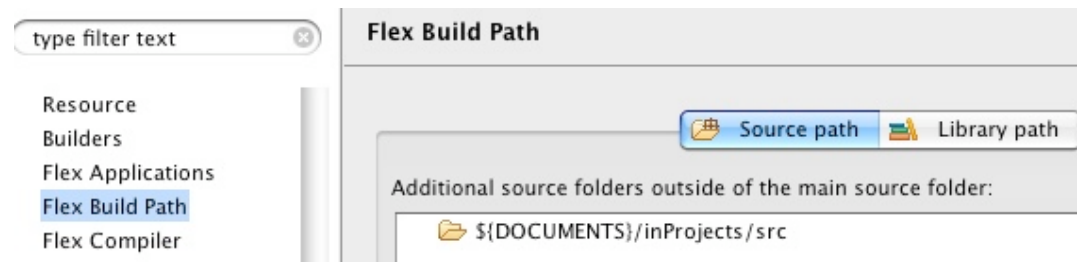 type filter text
Resource
Builders
Flex Applications
Flex Build Path
Flex Compiler
Flex Build Path
Source path
Library path
Additional source folders outside of the main source folder:
${DOCUMENTS}/inProjects/src